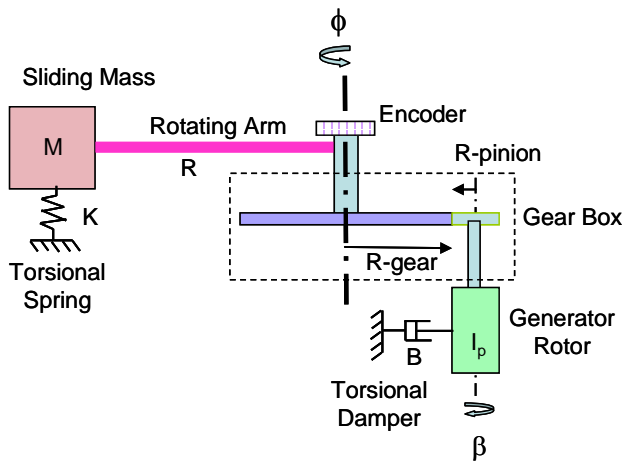 ϕ
Sliding Mass
Encoder
Rotating Arm
M
R
R-pinion
K
Gear Box
Torsional
Spring
R-gear
Generator
Rotor
B
Ip
Torsional
Damper
β